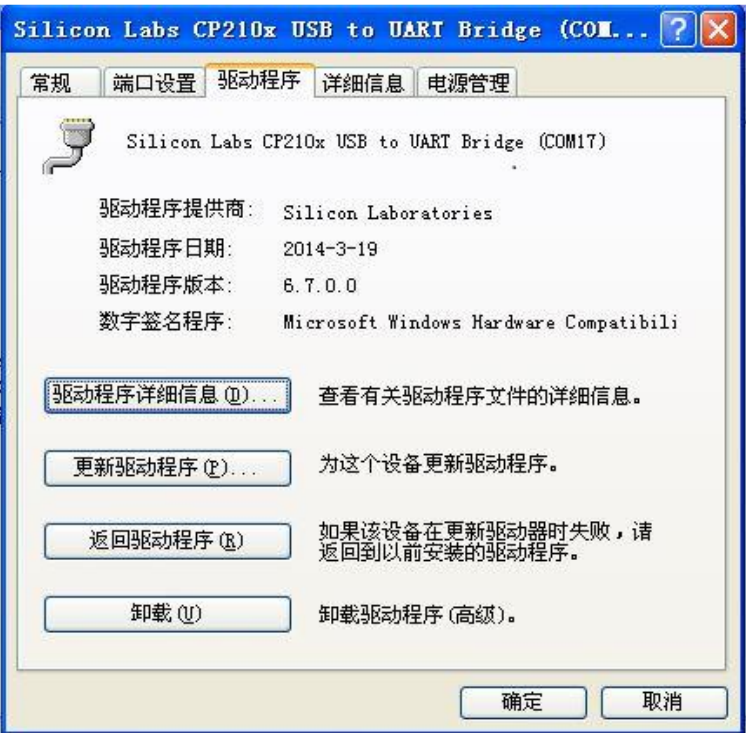 Silicon Labs CP210x USB to UART Bridge (COM...
常规 端口设置 驱动程序 详细信息 电源管理
Silicon Labs CP210x USB to UART Bridge (COM17)
驱动程序提供商: Silicon Laboratories
驱动程序日期: 2014-3-19
驱动程序版本: 6.7.0.0
数字签名程序: Microsoft Windows Hardware Compatibili
驱动程序详细信息(D)... 查看有关驱动程序文件的详细信息。
更新驱动程序(P)... 为这个设备更新驱动程序。
返回驱动程序(R) 如果该设备在更新驱动器时失败，请
返回到以前安装的驱动程序。
卸载(U) 卸载驱动程序(高级)。
确定 取消